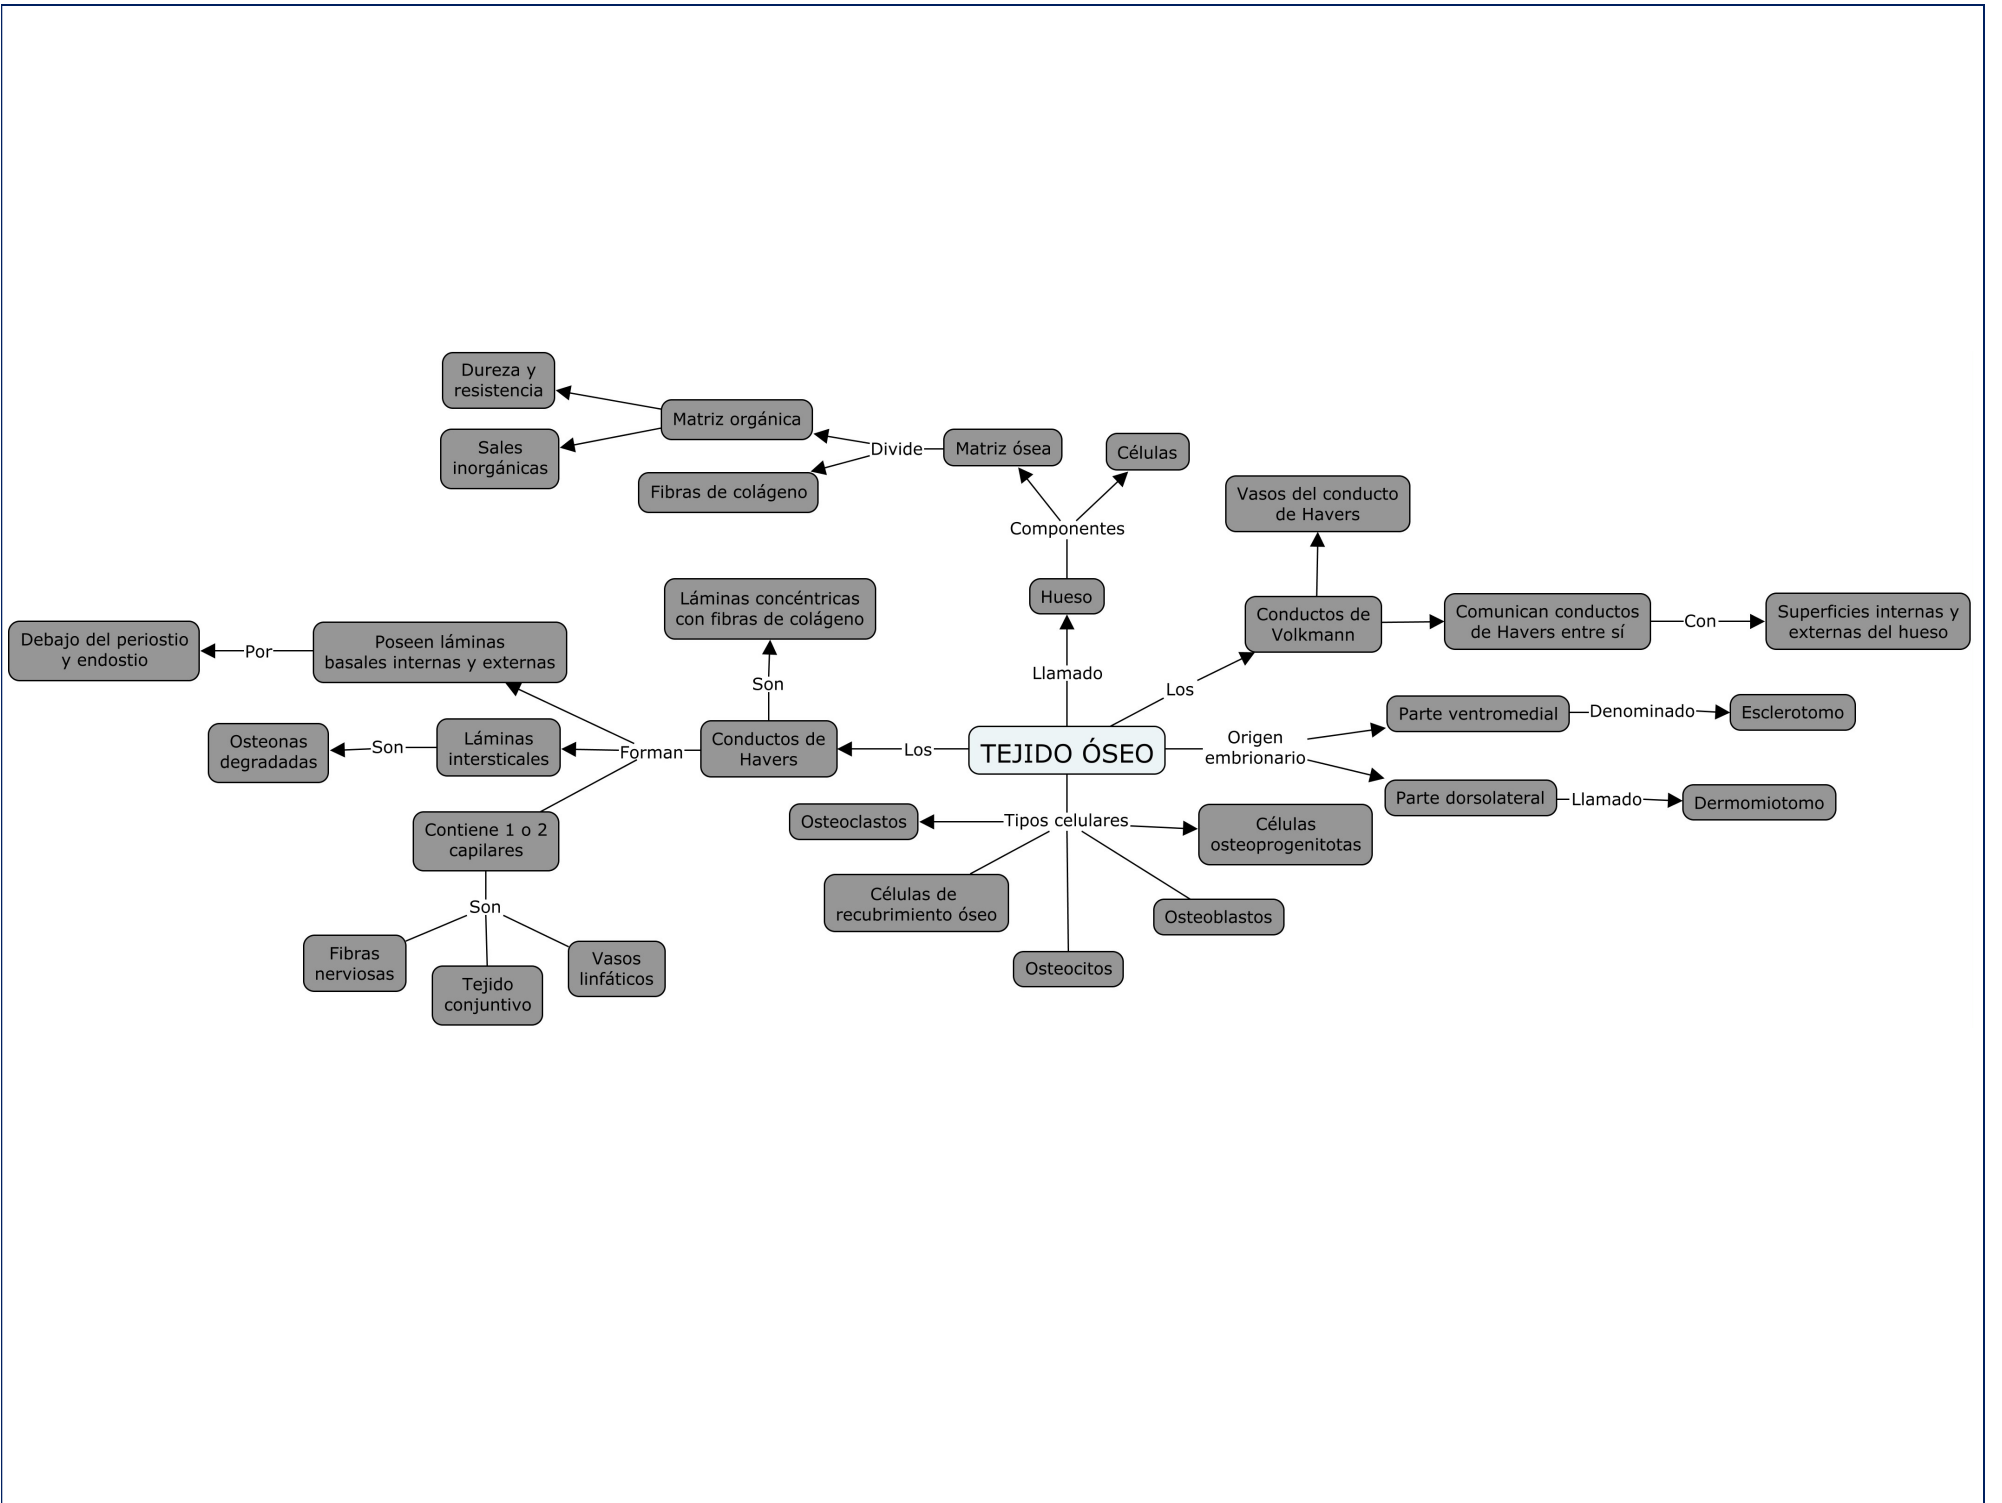 Dureza y
resistencia
Matriz orgánica
Sales
inorgánicas
Divide
Matriz ósea
Células
Fibras de colágeno
Vasos del conducto
de Havers
Componentes
Láminas concéntricas
con fibras de colágeno
Hueso
Conductos de
Volkmann
Comunican conductos
de Havers entre sí
Con
Superficies internas y
externas del hueso
Debajo del periostio
y endostio
Por
Poseen láminas
basales internas y externas
Son
Llamado
Los
Parte ventromedial
Denominado
Esclerotomo
Osteonas
degradadas
Son
Láminas
intersticales
Forman
Conductos de
Havers
Los
TEJIDO ÓSEO
Origen
embrionario
Parte dorsolateral
Llamado
Dermomiotomo
Contiene 1 o 2
capilares
Osteoclastos
Tipos celulares
Células
osteoprogenitotas
Células de
recubrimiento óseo
Osteoblastos
Osteocitos
Son
Fibras
nerviosas
Tejido
conjuntivo
Vasos
linfáticos